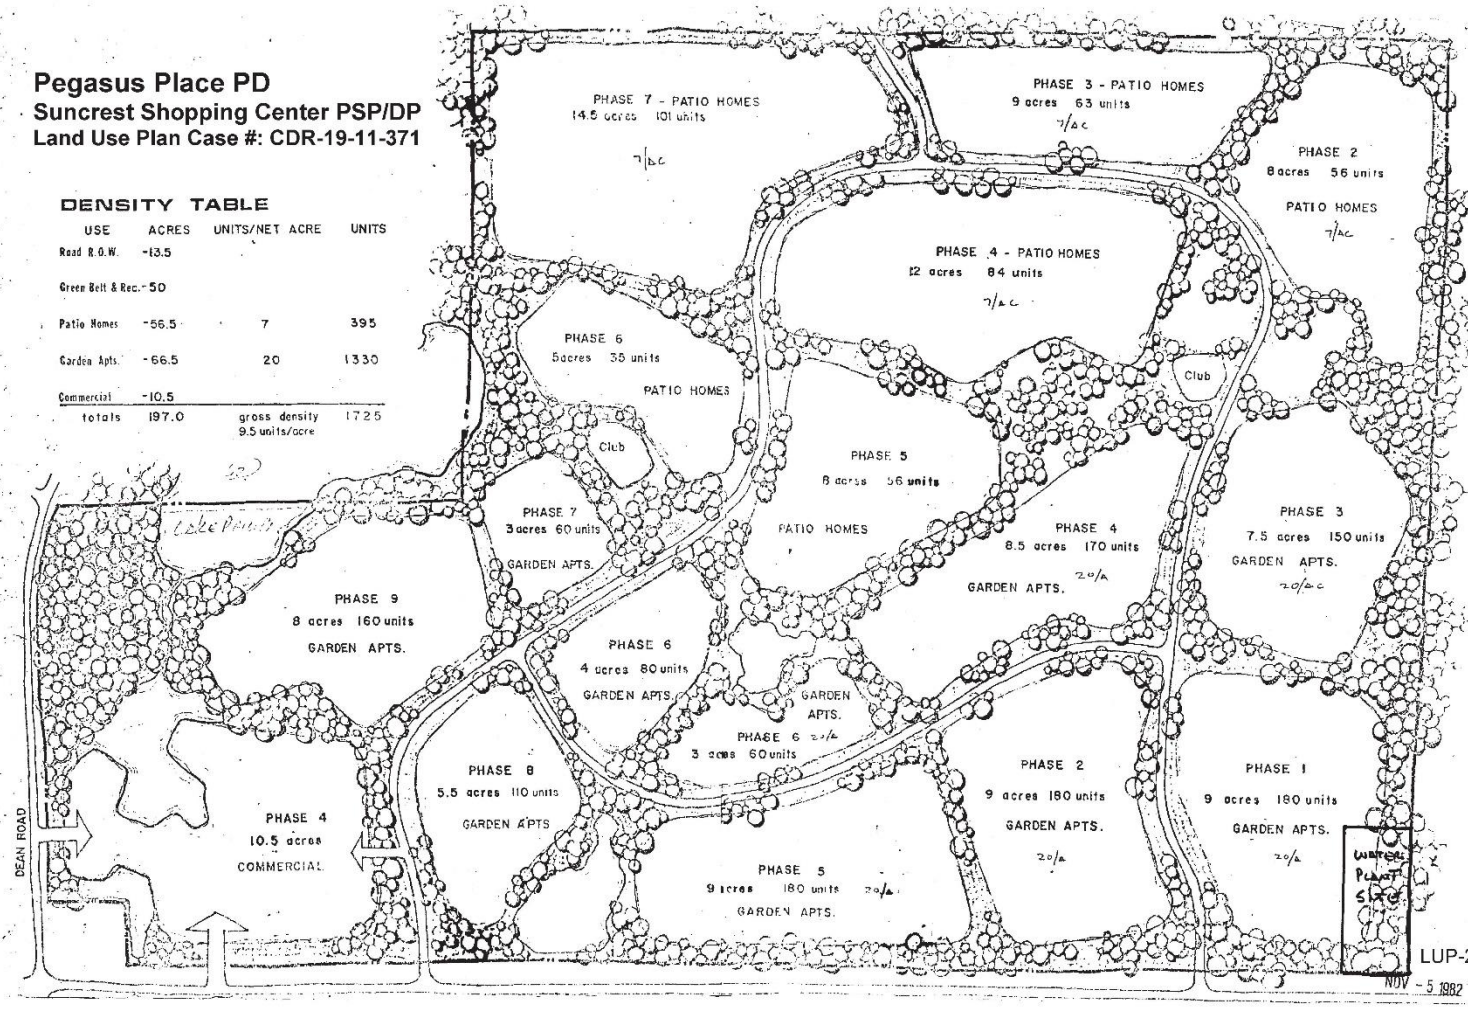 Pegasus Place PD
Suncrest Shopping Center PSP/DP
Land Use Plan Case #: CDR-19-11-371
DENSITY TABLE
USE ACRES UNITS/NET ACRE UNITS
Road R.O.W. -13.5
Green Belt & Rec. -50
Patio Homes -56.5 7 395
Garden Apts. -66.5 20 1330
Commercial -10.5
totals 197.0 gross density 1725
9.5 units/acre
PHASE 7 - PATIO HOMES
14.5 acres 101 units
7/AC
PHASE 3 - PATIO HOMES
9 acres 63 units
7/AC
PHASE 2
8 acres 56 units
PATIO HOMES
7/AC
PHASE 4 - PATIO HOMES
12 acres 84 units
7/AC
PHASE 6
5 acres 35 units
PATIO HOMES
Club
Club
PHASE 5
8 acres 56 units
PATIO HOMES
PHASE 7
3 acres 60 units
GARDEN APTS.
PHASE 4
8.5 acres 170 units
GARDEN APTS. 20/A
PHASE 3
7.5 acres 150 units
GARDEN APTS.
20/AC
LAKE
PHASE 9
8 acres 160 units
GARDEN APTS.
PHASE 6
4 acres 80 units
GARDEN APTS.
GARDEN
APTS.
PHASE 6 20/A
3 acres 60 units
PHASE 8
5.5 acres 110 units
GARDEN APTS
PHASE 2
9 acres 180 units
GARDEN APTS.
20/A
PHASE 1
9 acres 180 units
GARDEN APTS.
20/A
DEAN ROAD
PHASE 4
10.5 acres
COMMERCIAL
PHASE 5
9 acres 180 units 20/A
GARDEN APTS.
WATER
PLANT
SITE
LUP-2
NOV - 5 1982